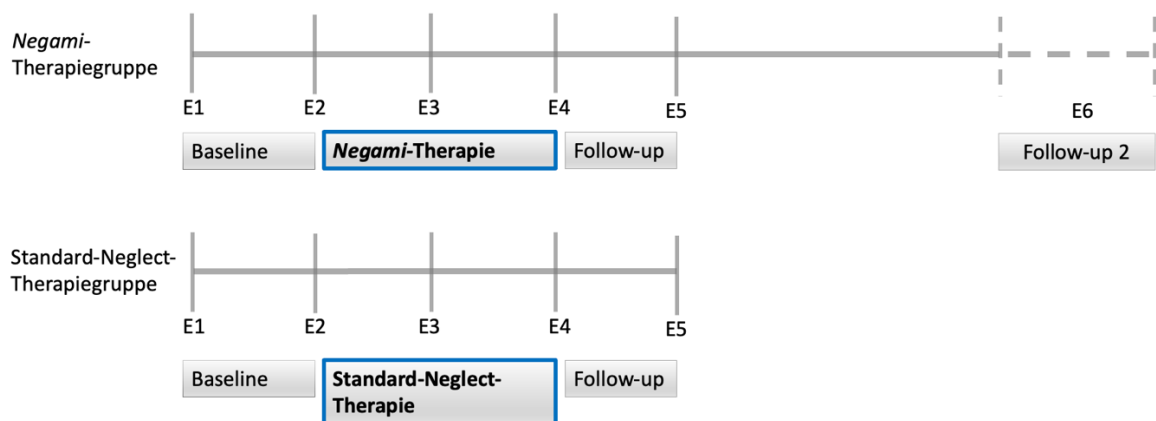 Negami-
Therapiegruppe
E1 E2 E3 E4 E5 E6
Baseline Negami-Therapie Follow-up Follow-up 2
Standard-Neglect-
Therapiegruppe
E1 E2 E3 E4 E5
Baseline Standard-Neglect- Follow-up
Therapie